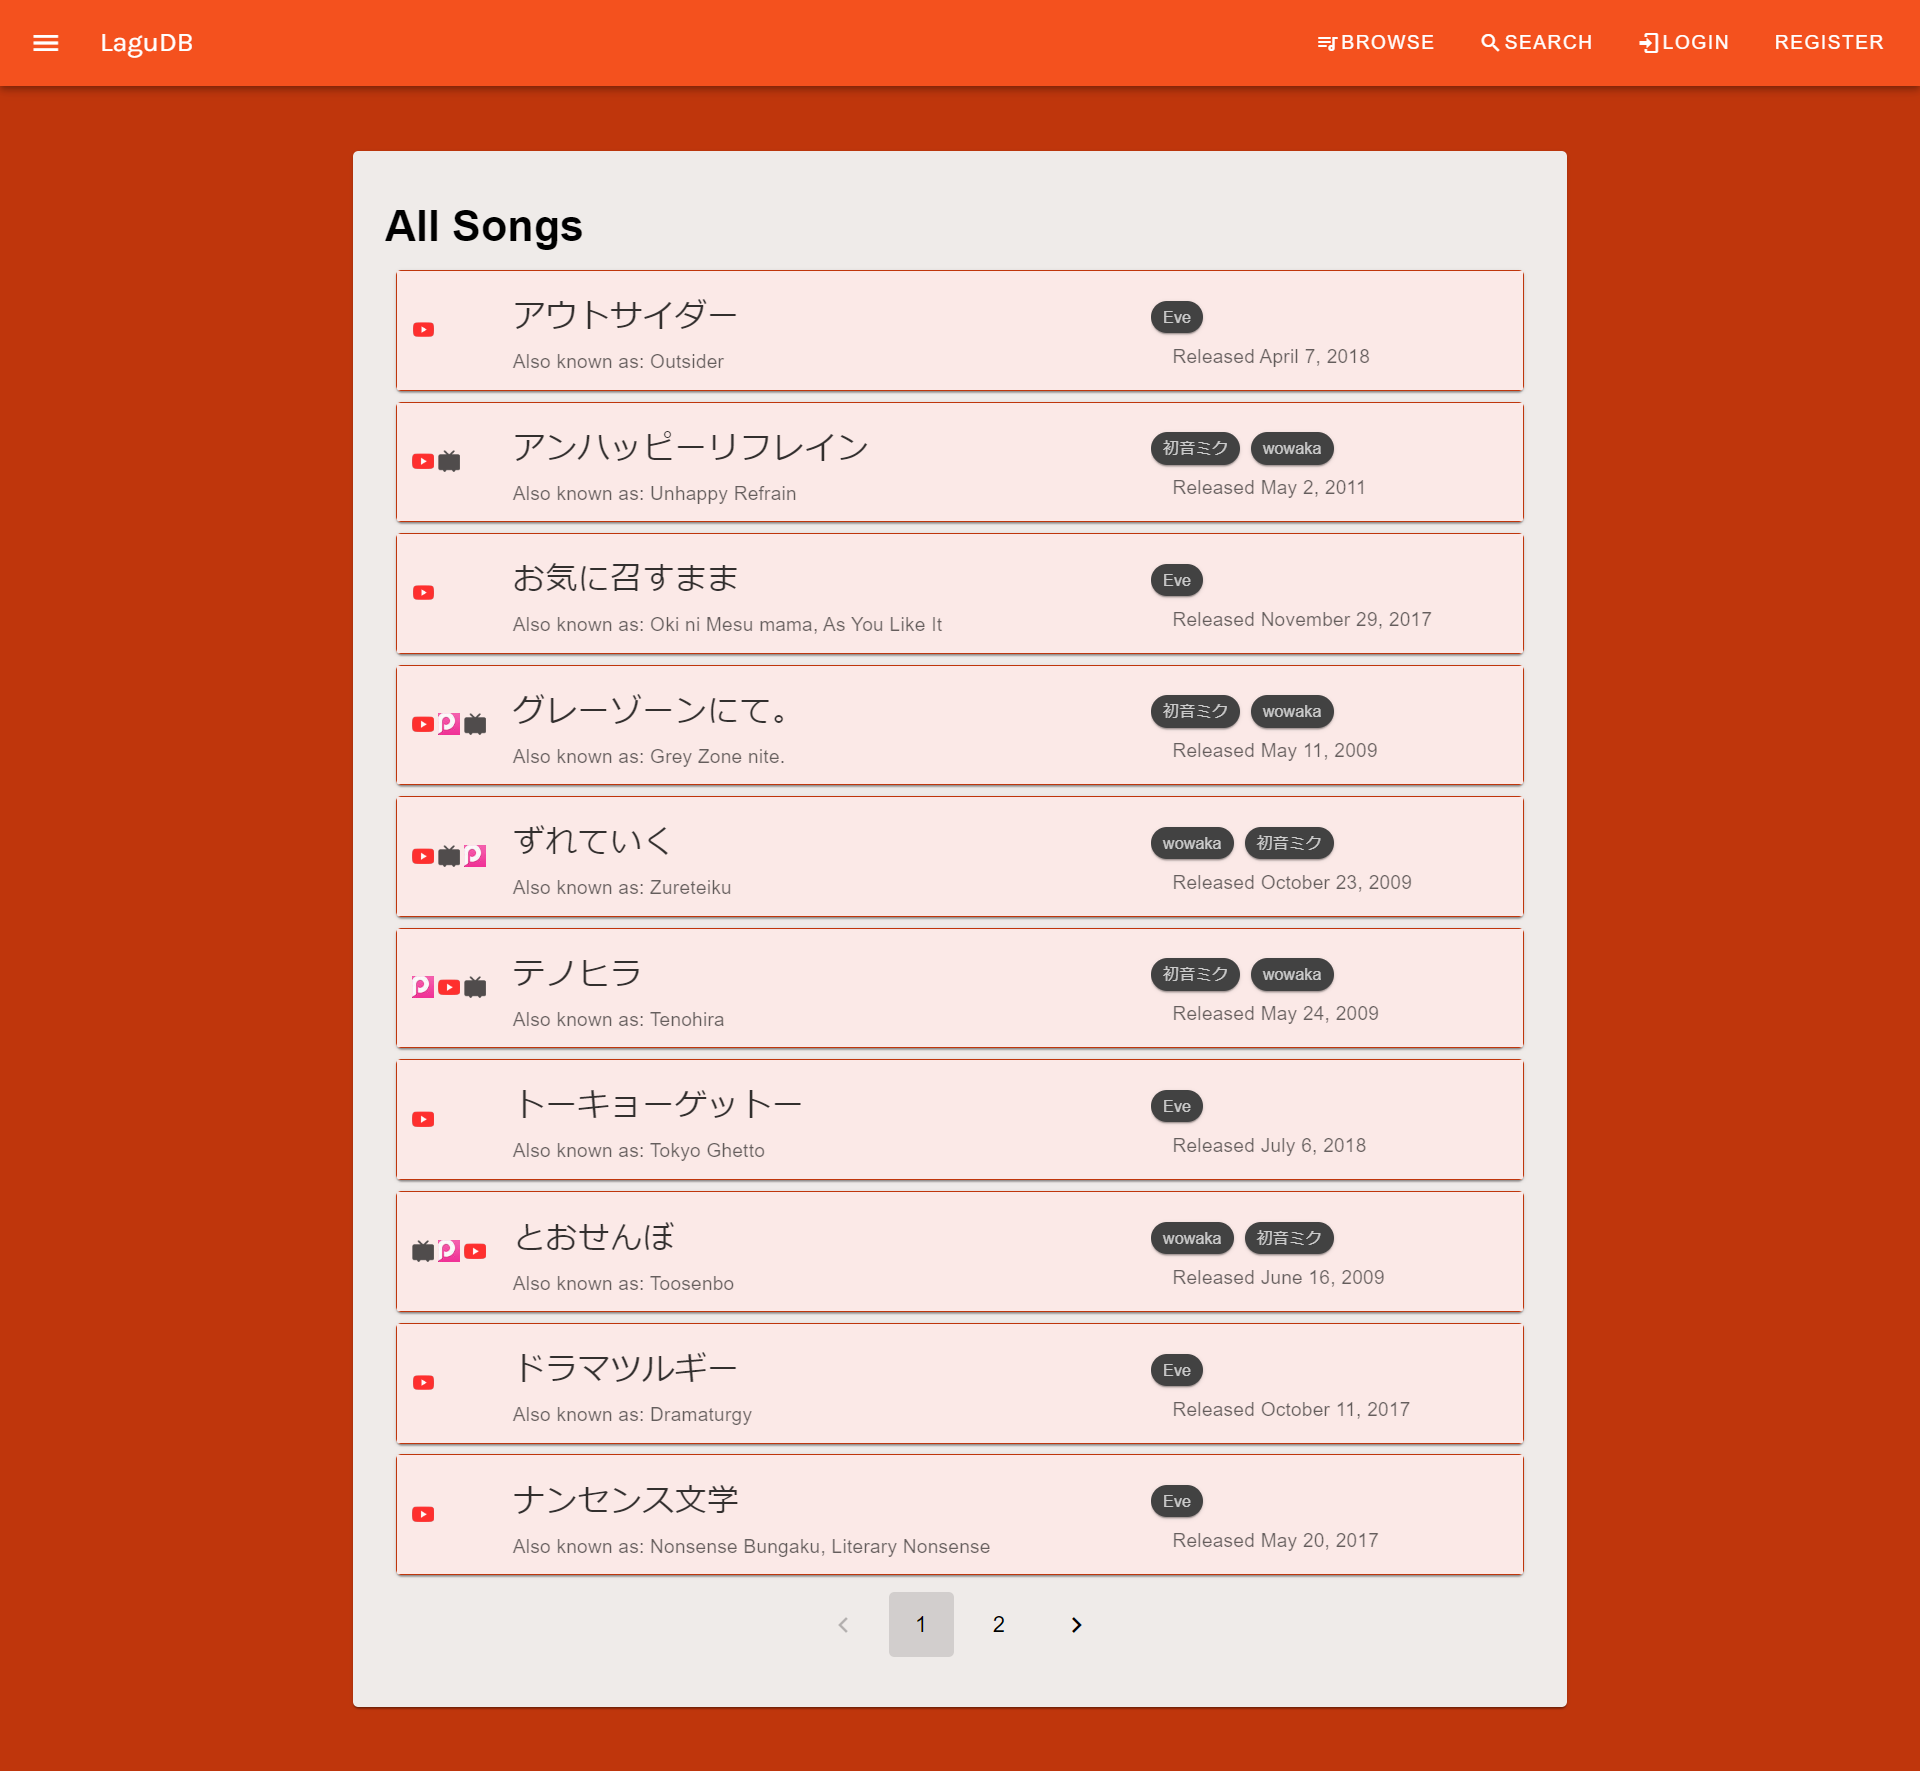 LaguDB
BROWSE
SEARCH
LOGIN
REGISTER
All Songs
アウトサイダー
Eve
Also known as: Outsider
Released April 7, 2018
アンハッピーリフレイン
初音ミク wowaka
Also known as: Unhappy Refrain
Released May 2, 2011
お気に召すまま
Eve
Also known as: Oki ni Mesu mama, As You Like It
Released November 29, 2017
グレーゾーンにて。
初音ミク wowaka
Also known as: Grey Zone nite.
Released May 11, 2009
ずれていく
wowaka 初音ミク
Also known as: Zureteiku
Released October 23, 2009
テノヒラ
初音ミク wowaka
Also known as: Tenohira
Released May 24, 2009
トーキョーゲットー
Eve
Also known as: Tokyo Ghetto
Released July 6, 2018
とおせんぼ
wowaka 初音ミク
Also known as: Toosenbo
Released June 16, 2009
ドラマツルギー
Eve
Also known as: Dramaturgy
Released October 11, 2017
ナンセンス文学
Eve
Also known as: Nonsense Bungaku, Literary Nonsense
Released May 20, 2017
1 2